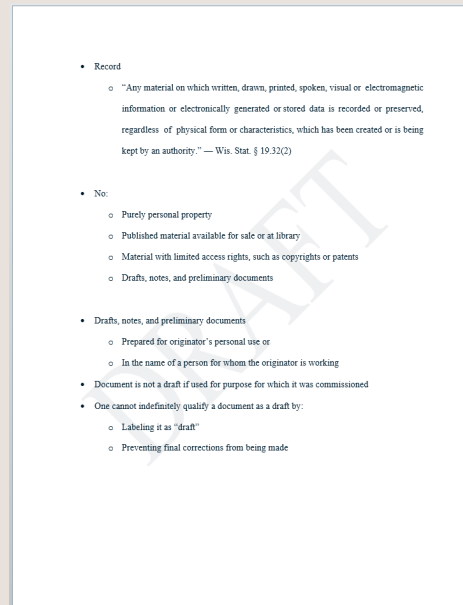 • Record
o "Any material on which written, drawn, printed, spoken, visual or electromagnetic
information or electronically generated or stored data is recorded or preserved,
regardless of physical form or characteristics, which has been created or is being
kept by an authority." — Wis. Stat. § 19.32(2)
• No:
o Purely personal property
o Published material available for sale or at library
o Material with limited access rights, such as copyrights or patents
o Drafts, notes, and preliminary documents
• Drafts, notes, and preliminary documents
o Prepared for originator's personal use or
o In the name of a person for whom the originator is working
• Document is not a draft if used for purpose for which it was commissioned
• One cannot indefinitely qualify a document as a draft by:
o Labeling it as "draft"
o Preventing final corrections from being made
DRAFT